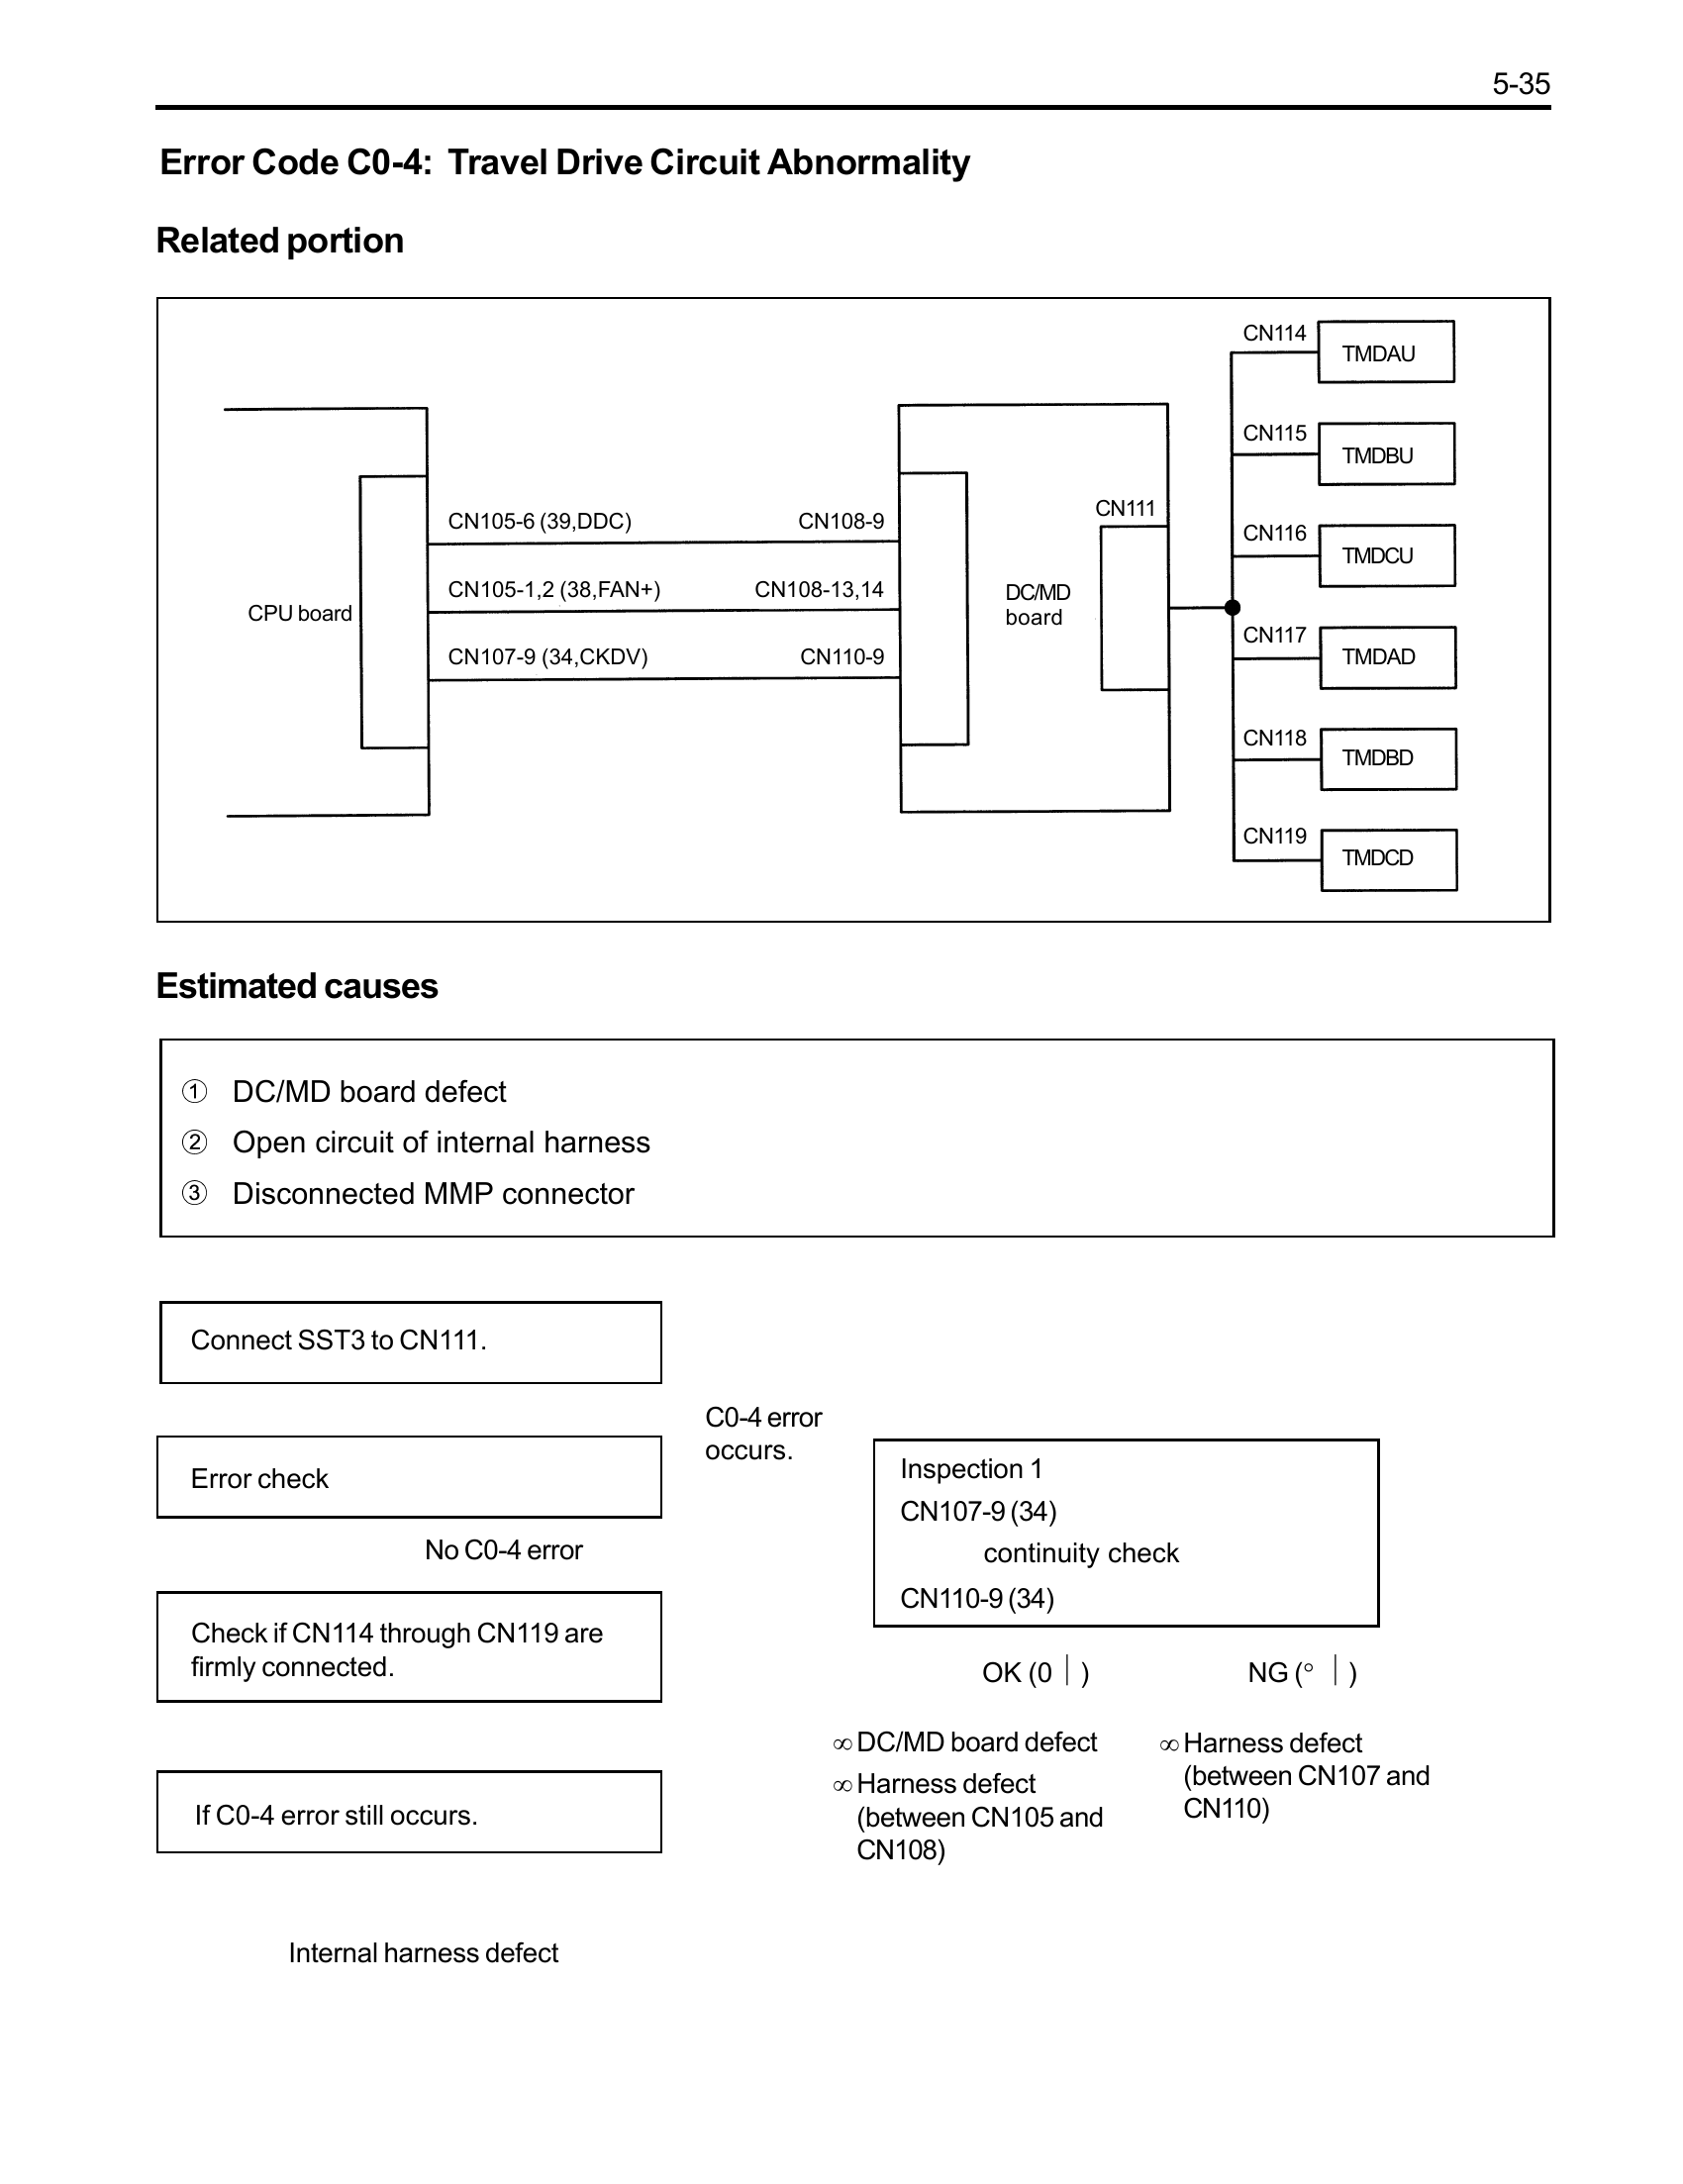 5-35
Error Code C0-4: Travel Drive Circuit Abnormality
Related portion
CN114
TMDAU
CN115
TMDBU
CN105-6 (39,DDC)
CN108-9
CN111
CN116
TMDCU
CPU board
CN105-1,2 (38,FAN+)
CN108-13,14
DC/MD
board
CN107-9 (34,CKDV)
CN110-9
CN117
TMDAD
CN118
TMDBD
CN119
TMDCD
Estimated causes
① DC/MD board defect
② Open circuit of internal harness
③ Disconnected MMP connector
Connect SST3 to CN111.
C0-4 error
occurs.
Error check
No C0-4 error
Check if CN114 through CN119 are
firmly connected.
If C0-4 error still occurs.
Internal harness defect
Inspection 1
CN107-9 (34)
continuity check
CN110-9 (34)
OK (0 | )
NG (° | )
∞ DC/MD board defect
∞ Harness defect
(between CN105 and
CN108)
∞ Harness defect
(between CN107 and
CN110)